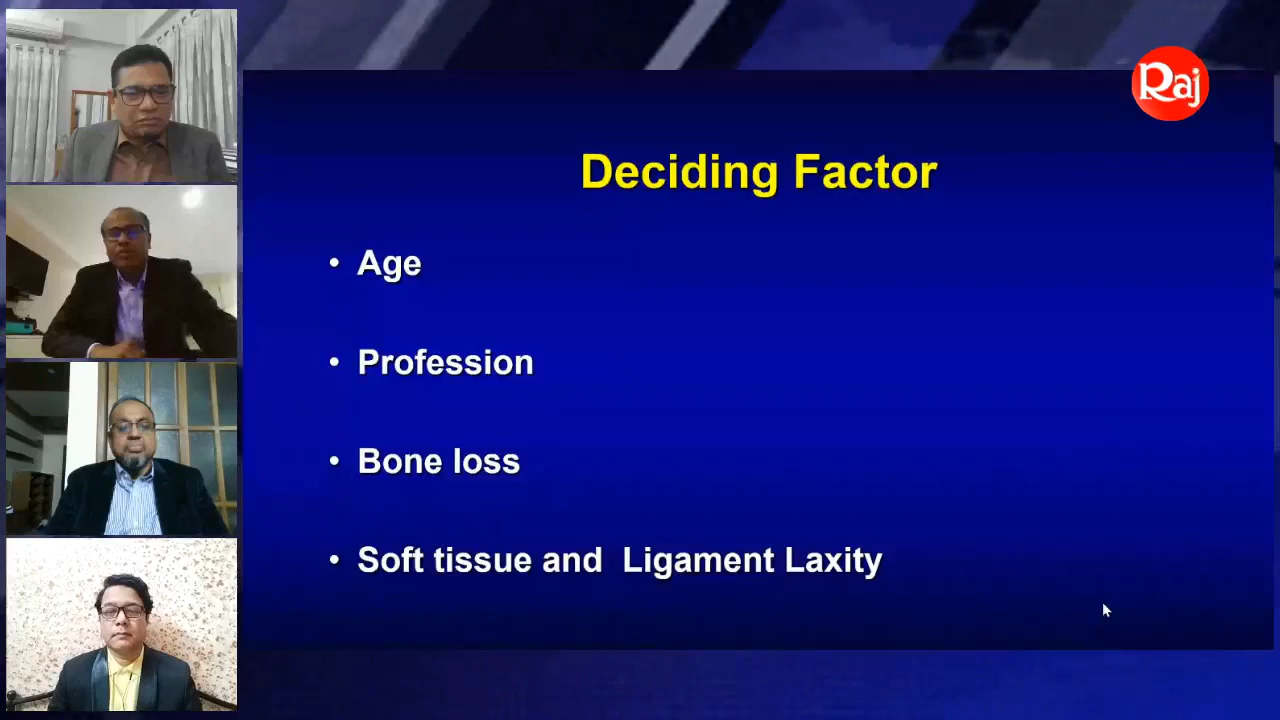 Raj
Deciding Factor
• Age
• Profession
• Bone loss
• Soft tissue and  Ligament Laxity